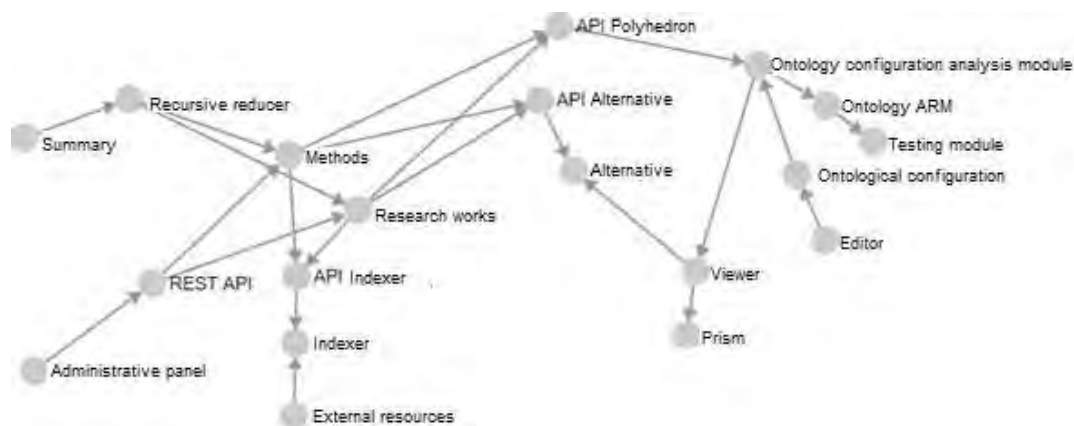 API Polyhedron
Ontology configuration analysis module
Recursive reducer
API Alternative
Ontology ARM
Summary
Testing module
Methods
Alternative
Ontological configuration
Research works
Editor
REST API
API Indexer
Viewer
Indexer
Prism
Administrative panel
External resources